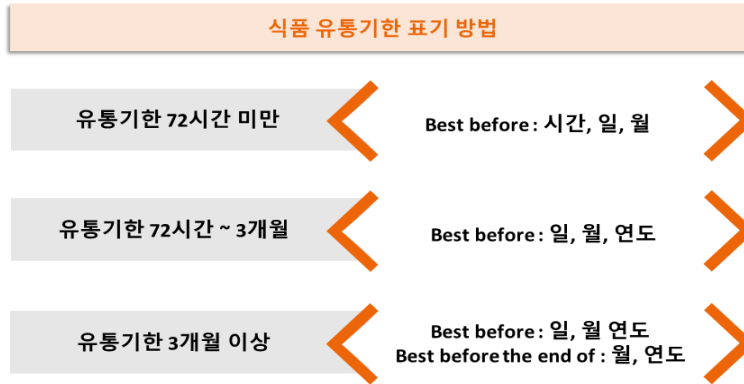 식품 유통기한 표기 방법
유통기한 72시간 미만
Best before : 시간, 일, 월
유통기한 72시간 ~ 3개월
Best before : 일, 월, 연도
유통기한 3개월 이상
Best before : 일, 월 연도
Best before the end of : 월, 연도